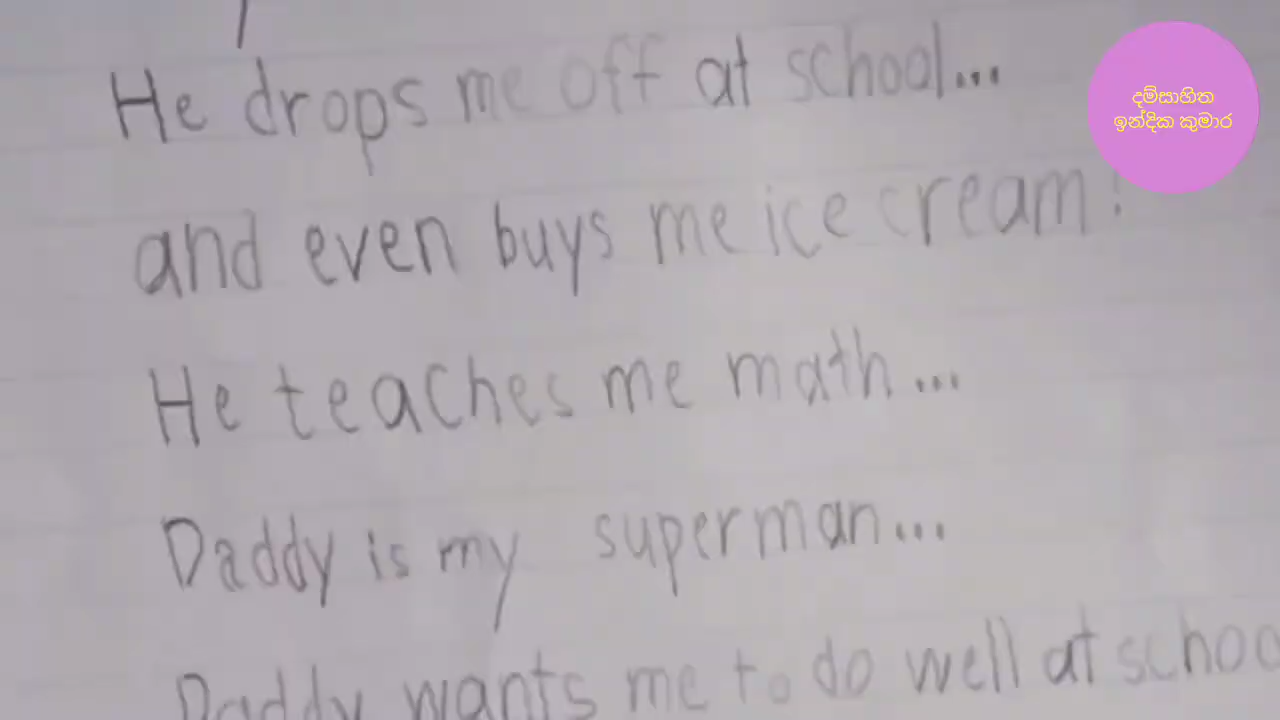 He drops me off at school...
and even buys me ice cream!
He teaches me math...
Daddy is my superman...
Daddy wants me to do well at schoo
දම්සාහිත
ඉන්දික කුමාර